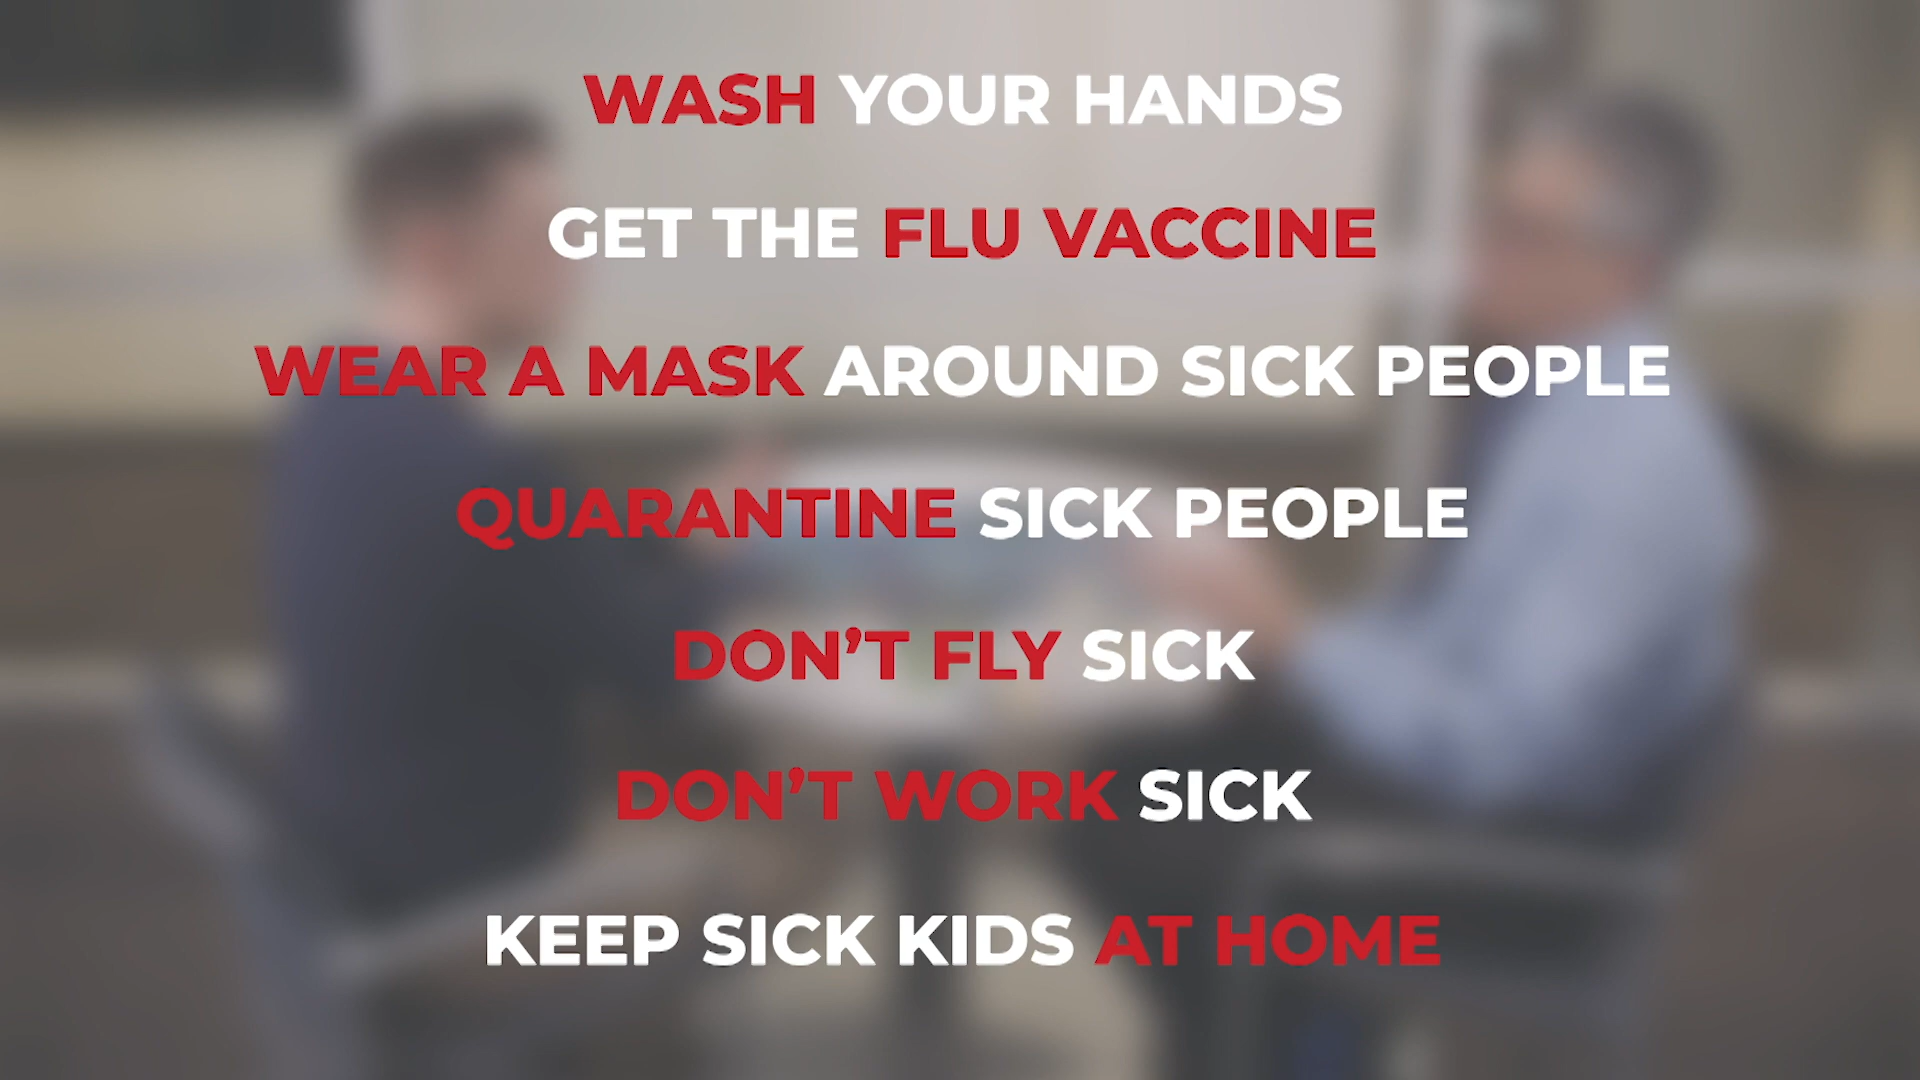 WASH YOUR HANDS
GET THE FLU VACCINE
WEAR A MASK AROUND SICK PEOPLE
QUARANTINE SICK PEOPLE
DON’T FLY SICK
DON’T WORK SICK
KEEP SICK KIDS AT HOME